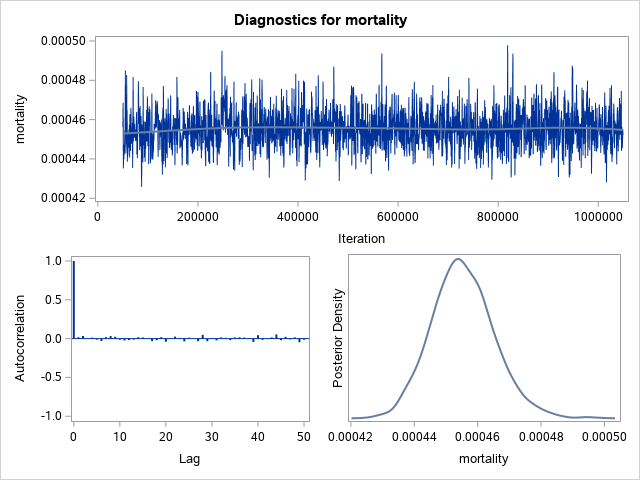 Diagnostics for mortality
mortality
0.00050
0.00048
0.00046
0.00044
0.00042
0 200000 400000 600000 800000 1000000
Iteration
Autocorrelation
1.0
0.5
0.0
-0.5
-1.0
0 10 20 30 40 50
Lag
Posterior Density
0.00042 0.00044 0.00046 0.00048 0.00050
mortality